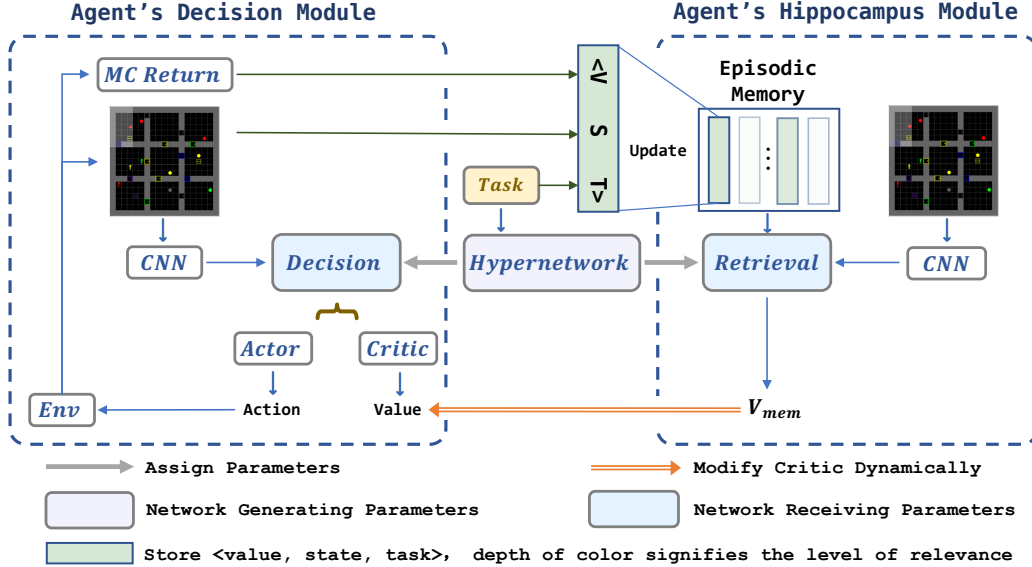 Agent's Decision Module
Agent's Hippocampus Module
MC Return
<V
S
T>
Update
Episodic
Memory
Task
CNN
Decision
Hypernetwork
Retrieval
CNN
Actor
Critic
Env
Action
Value
V_mem
Assign Parameters
Modify Critic Dynamically
Network Generating Parameters
Network Receiving Parameters
Store <value, state, task>, depth of color signifies the level of relevance